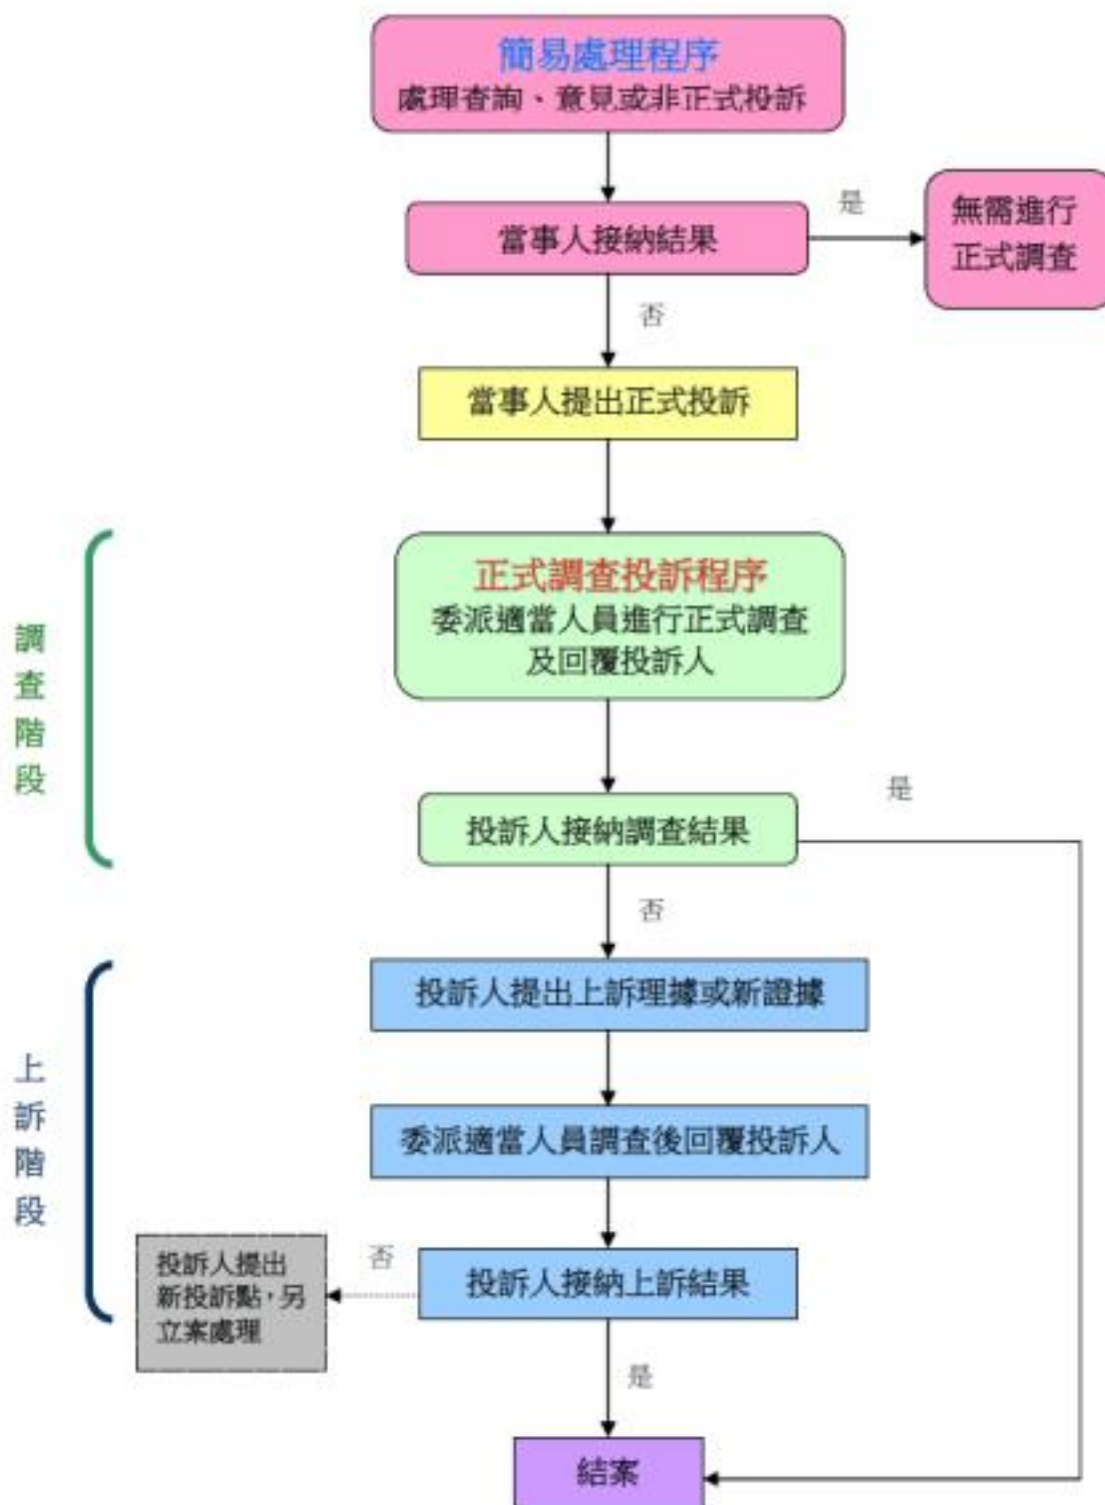 簡易處理程序
處理查詢、意見或非正式投訴
當事人接納結果
是
無需進行
正式調查
否
當事人提出正式投訴
調
查
階
段
正式調查投訴程序
委派適當人員進行正式調查
及回覆投訴人
投訴人接納調查結果
是
否
上
訴
階
段
投訴人提出上訴理據或新證據
委派適當人員調查後回覆投訴人
投訴人接納上訴結果
否
投訴人提出
新投訴點，另
立案處理
是
結案